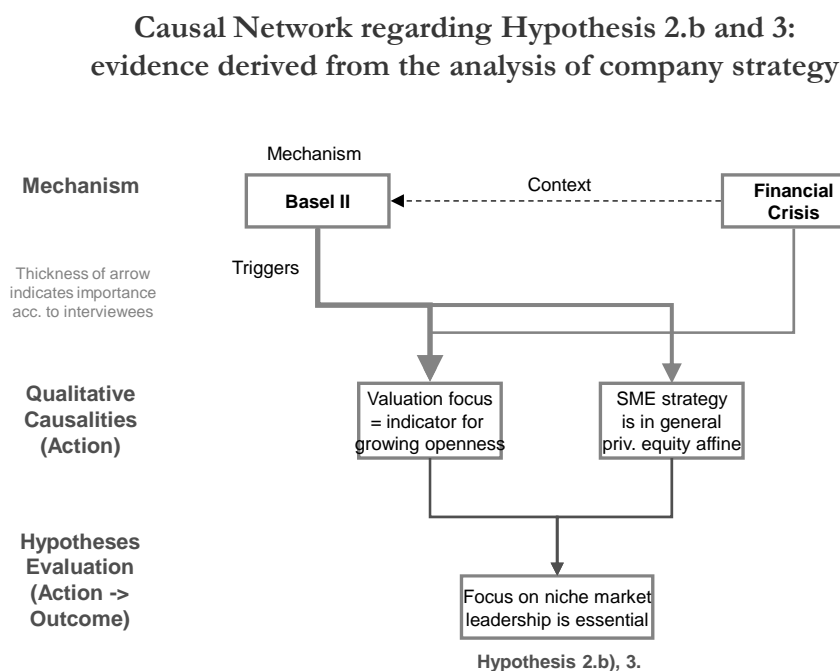 Causal Network regarding Hypothesis 2.b and 3:
evidence derived from the analysis of company strategy
Mechanism
Mechanism
Basel II
Context
Financial
Crisis
Triggers
Thickness of arrow
indicates importance
acc. to interviewees
Qualitative
Causalities
(Action)
Valuation focus
= indicator for
growing openness
SME strategy
is in general
priv. equity affine
Hypotheses
Evaluation
(Action ->
Outcome)
Focus on niche market
leadership is essential
Hypothesis 2.b), 3.